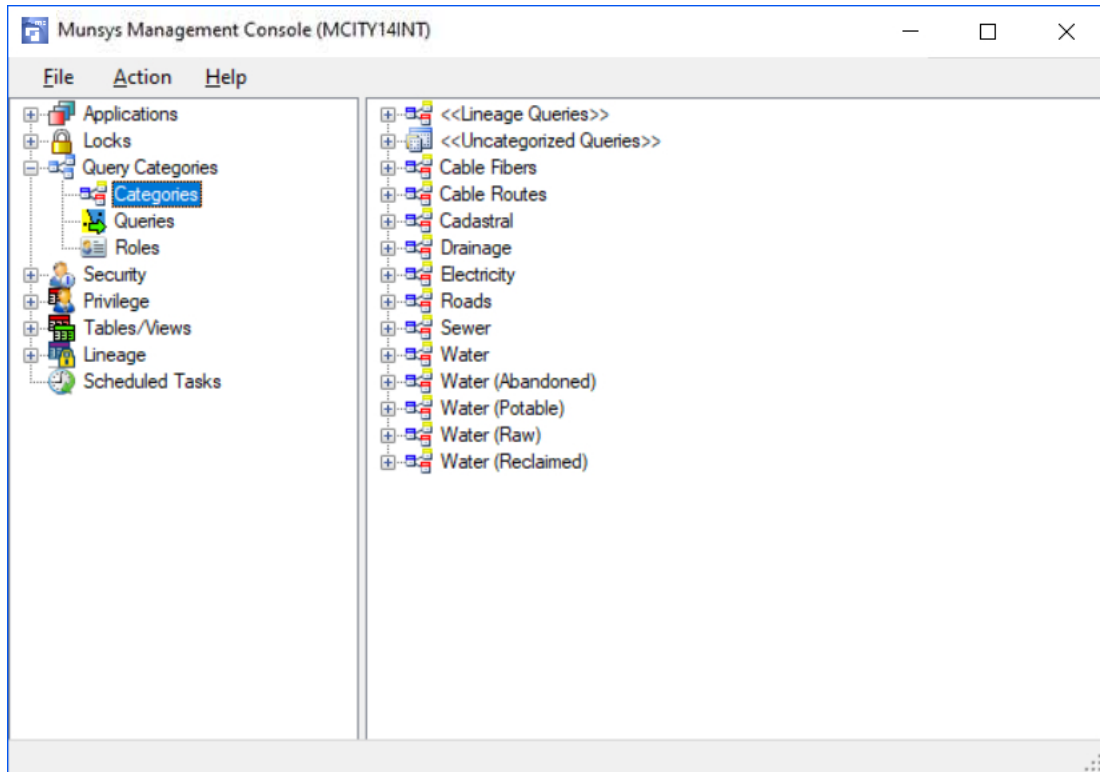 Munsys Management Console (MCITY14INT)
File Action Help
Applications
Locks
Query Categories
Categories
Queries
Roles
Security
Privilege
Tables/Views
Lineage
Scheduled Tasks
<<Lineage Queries>>
<<Uncategorized Queries>>
Cable Fibers
Cable Routes
Cadastral
Drainage
Electricity
Roads
Sewer
Water
Water (Abandoned)
Water (Potable)
Water (Raw)
Water (Reclaimed)